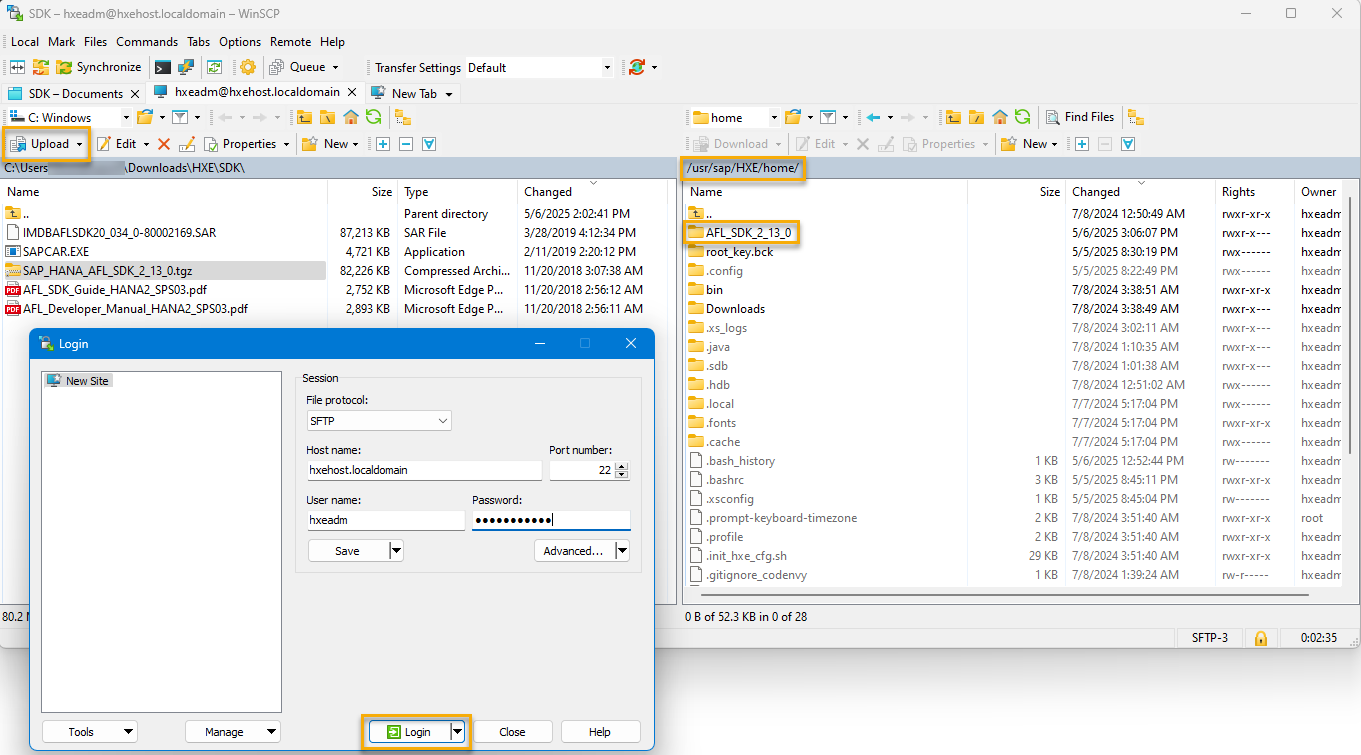 SDK – hxeadm@hxehost.localdomain – WinSCP
Local Mark Files Commands Tabs Options Remote Help
Synchronize Queue Transfer Settings Default
SDK – Documents hxeadm@hxehost.localdomain New Tab
C: Windows
Upload Edit Properties New
C:\Users \Downloads\HXE\SDK\
Name Size Type Changed
.. Parent directory 5/6/2025 2:02:41 PM
IMDBAFLSDK20_034_0-80002169.SAR 87,213 KB SAR File 3/28/2019 4:12:34 PM
SAPCAR.EXE 4,721 KB Application 2/11/2019 2:20:12 PM
SAP_HANA_AFL_SDK_2_13_0.tgz 82,226 KB Compressed Archi... 11/20/2018 3:07:38 AM
AFL_SDK_Guide_HANA2_SPS03.pdf 2,752 KB Microsoft Edge P... 11/20/2018 2:56:12 AM
AFL_Developer_Manual_HANA2_SPS03.pdf 2,893 KB Microsoft Edge P... 11/20/2018 2:56:11 AM
home Find Files
Download Edit Properties New
/usr/sap/HXE/home/
Name Size Changed Rights Owner
.. 7/8/2024 12:50:49 AM rwxr-xr-x hxeadm
AFL_SDK_2_13_0 5/6/2025 3:06:07 PM rwxr-x--- hxeadm
root_key.bck 5/5/2025 8:30:19 PM rwxr-x--- hxeadm
.config 5/5/2025 8:22:49 PM rwxr-x--- hxeadm
bin 7/8/2024 3:38:51 AM rwxr-xr-x hxeadm
Downloads 7/8/2024 3:38:49 AM rwxr-x--- hxeadm
.xs_logs 7/8/2024 3:02:11 AM rwxr-x--- hxeadm
.java 7/8/2024 1:10:35 AM rwxr-x--- hxeadm
.sdb 7/8/2024 1:01:38 AM rwxr-x--- hxeadm
.hdb 7/8/2024 12:51:02 AM rwx------ hxeadm
.local 7/7/2024 5:17:04 PM rwx------ hxeadm
.fonts 7/7/2024 5:17:04 PM rwxr-xr-x hxeadm
.cache 7/7/2024 5:17:04 PM rwx------ hxeadm
.bash_history 1 KB 5/6/2025 12:52:44 PM rw------- hxeadm
.bashrc 3 KB 5/5/2025 8:45:11 PM rwxr-xr-x hxeadm
.xsconfig 1 KB 5/5/2025 8:45:04 PM rw------- hxeadm
.prompt-keyboard-timezone 2 KB 7/8/2024 3:51:40 AM rwxr-xr-x root
.profile 2 KB 7/8/2024 3:51:40 AM rwxr-xr-x hxeadm
.init_hxe_cfg.sh 29 KB 7/8/2024 3:51:40 AM rwxr-xr-x hxeadm
.gitignore_codenvy 1 KB 7/8/2024 1:39:24 AM rw-r----- hxeadm
80.2 M
0 B of 52.3 KB in 0 of 28
SFTP-3 0:02:35
Login
New Site
Session
File protocol:
SFTP
Host name: Port number:
hxehost.localdomain 22
User name: Password:
hxeadm ●●●●●●●●●●●
Save Advanced...
Tools Manage Login Close Help